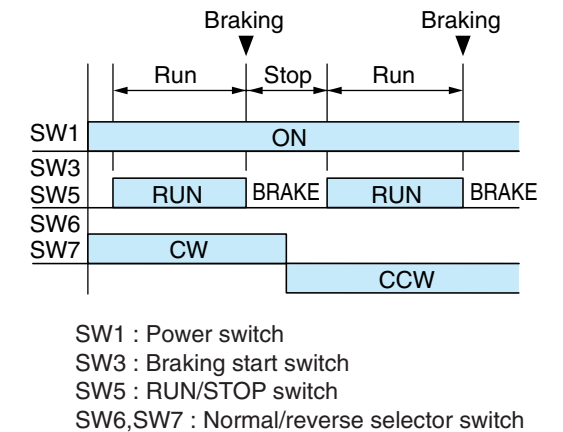 Braking Braking
Run Stop Run
SW1 ON
SW3
SW5 RUN BRAKE RUN BRAKE
SW6
SW7 CW
CCW
SW1 : Power switch
SW3 : Braking start switch
SW5 : RUN/STOP switch
SW6,SW7 : Normal/reverse selector switch